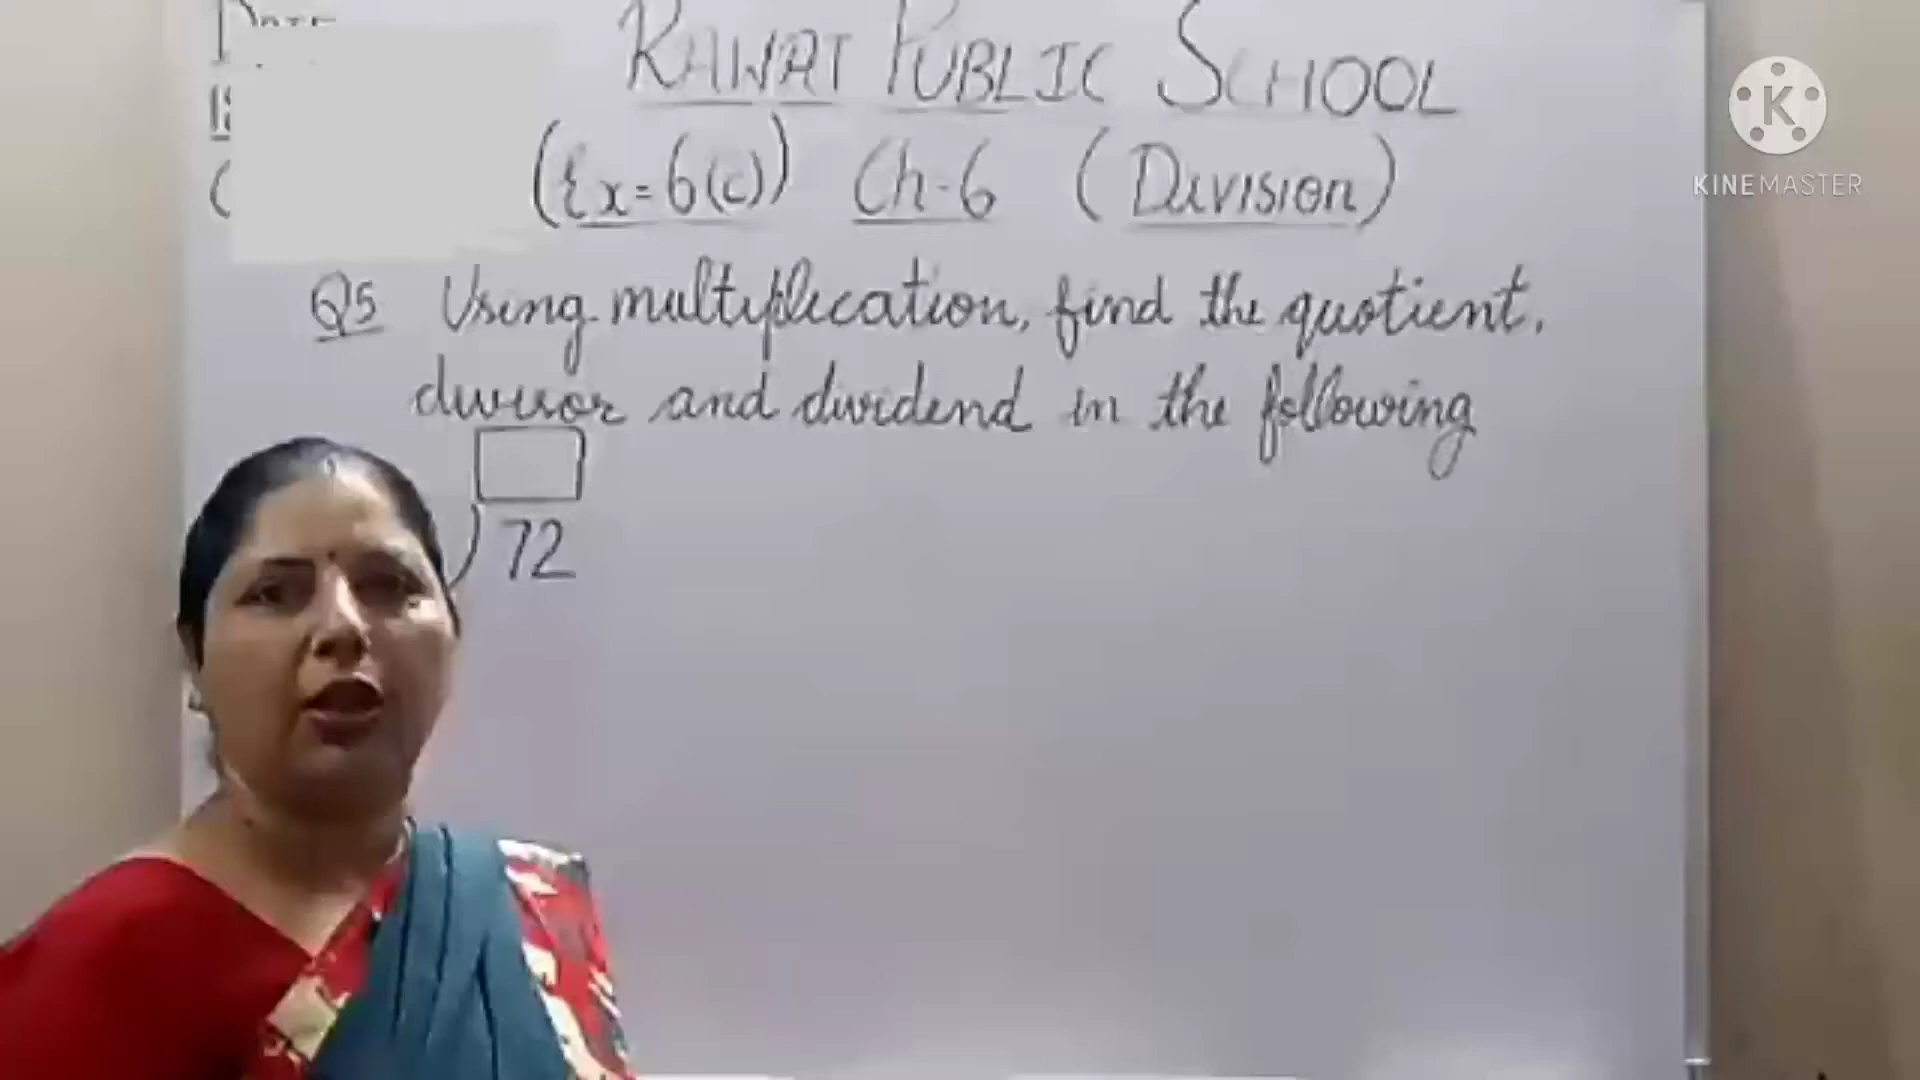 DATE
RAWAT PUBLIC SCHOOL
(Ex=6(c)) Ch-6 (Division)
Q5 Using multiplication, find the quotient,
divisor and dividend in the following
)72
KINEMASTER